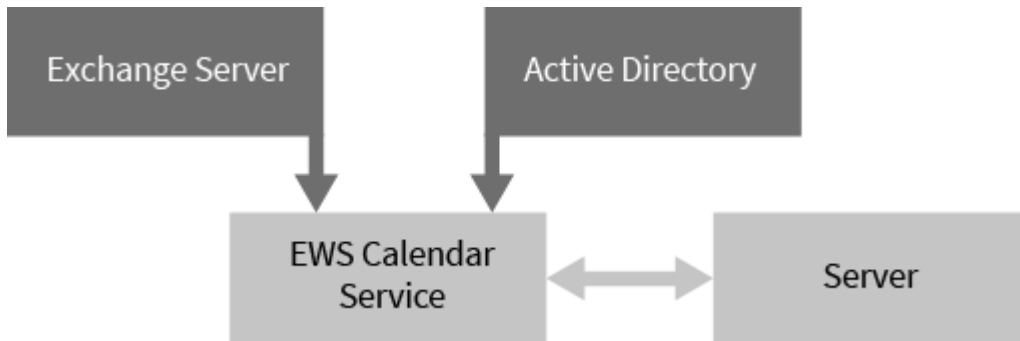 Exchange Server
Active Directory
EWS Calendar
Service
Server